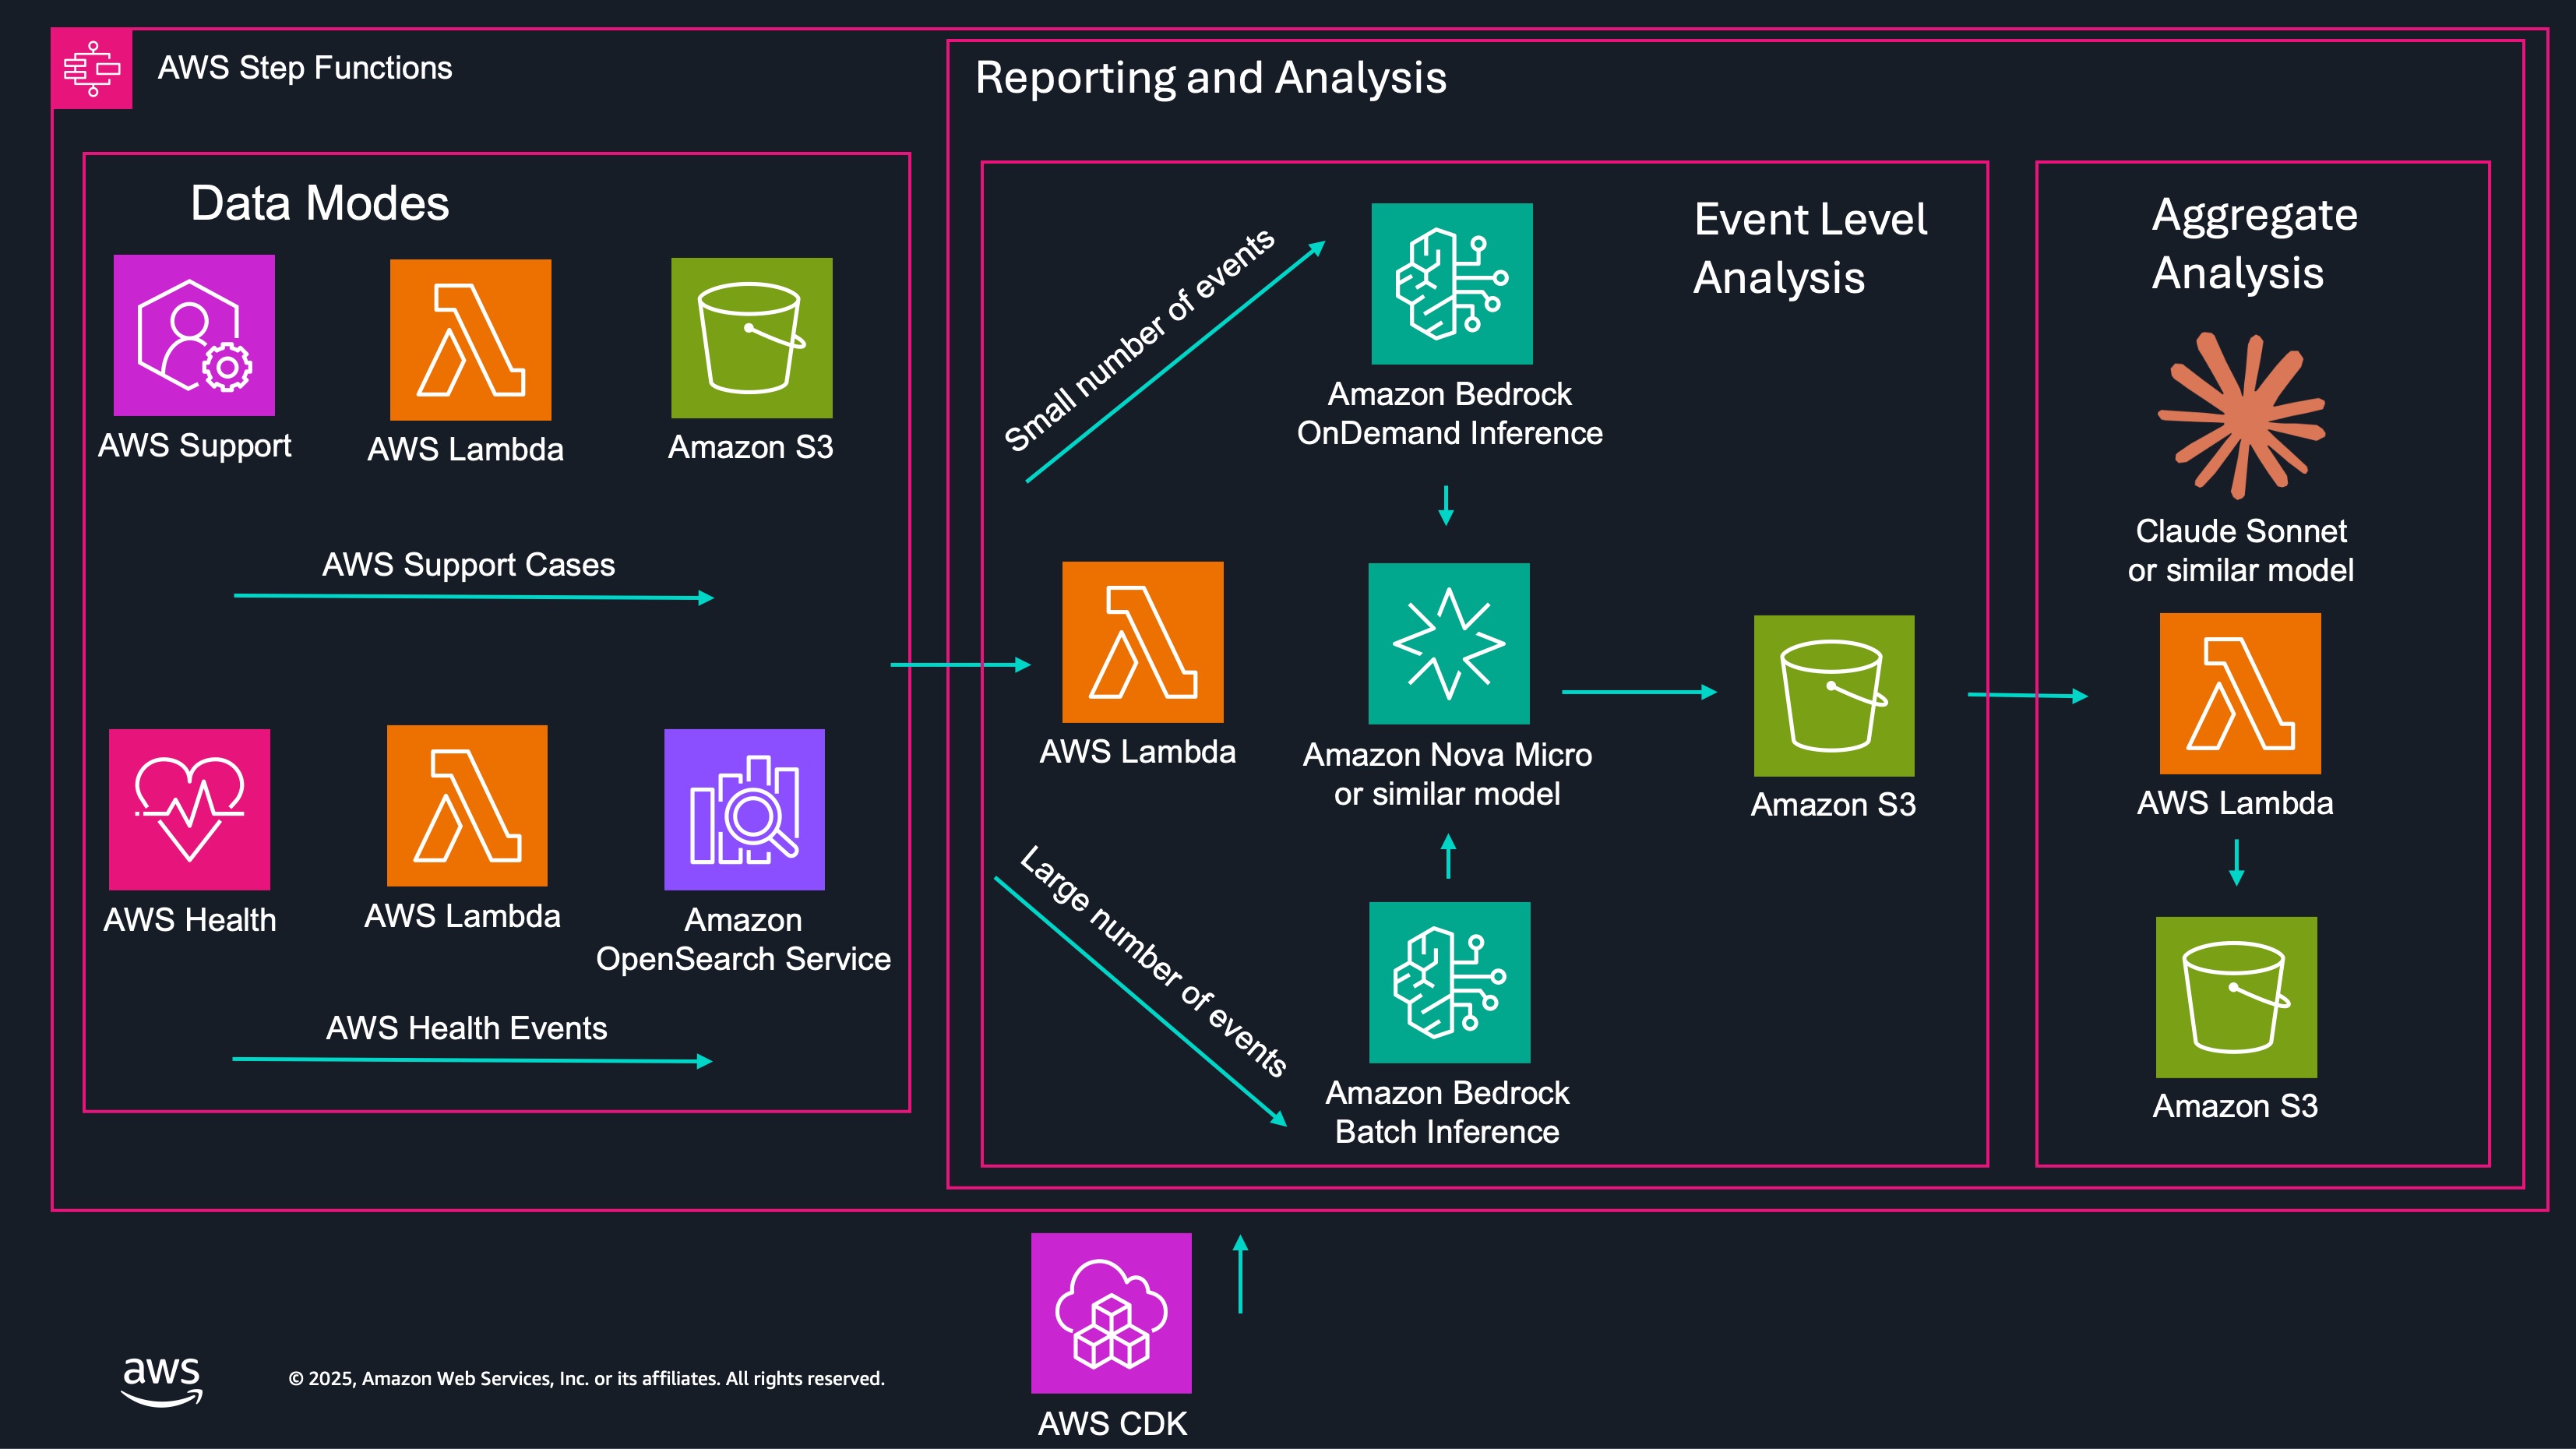 AWS Step Functions
Reporting and Analysis
Data Modes
AWS Support
AWS Lambda
Amazon S3
AWS Support Cases
AWS Health
AWS Lambda
Amazon
OpenSearch Service
AWS Health Events
Event Level
Analysis
Small number of events
Amazon Bedrock
OnDemand Inference
AWS Lambda
Amazon Nova Micro
or similar model
Amazon S3
Large number of events
Amazon Bedrock
Batch Inference
Aggregate
Analysis
Claude Sonnet
or similar model
AWS Lambda
Amazon S3
AWS CDK
aws
© 2025, Amazon Web Services, Inc. or its affiliates. All rights reserved.